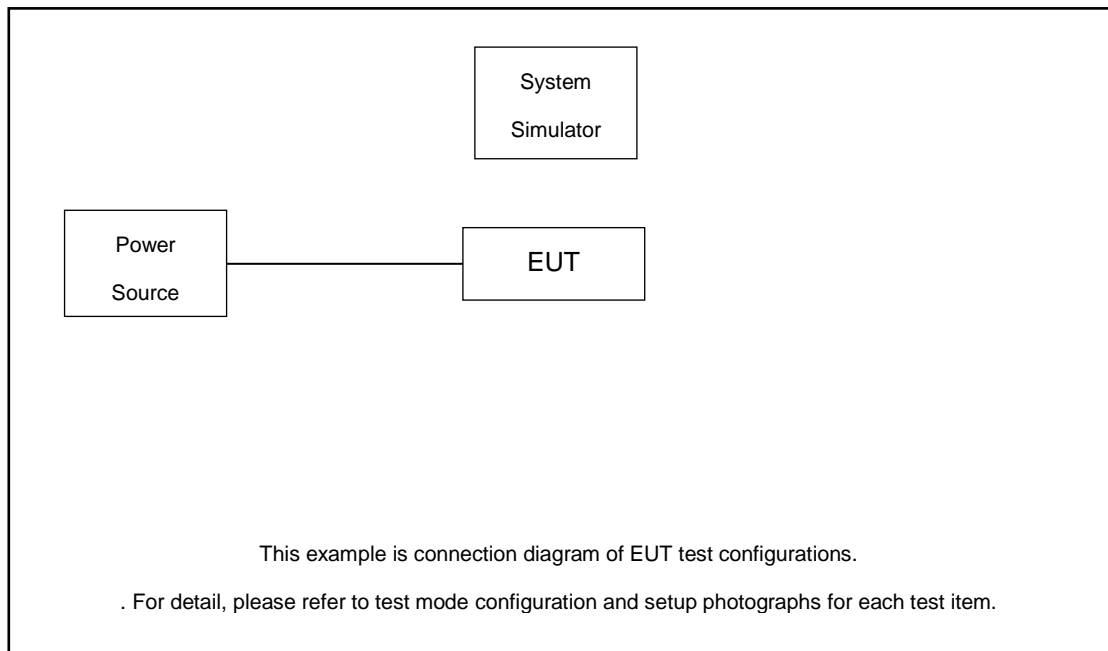 System
Simulator
Power
Source
EUT
This example is connection diagram of EUT test configurations.
. For detail, please refer to test mode configuration and setup photographs for each test item.